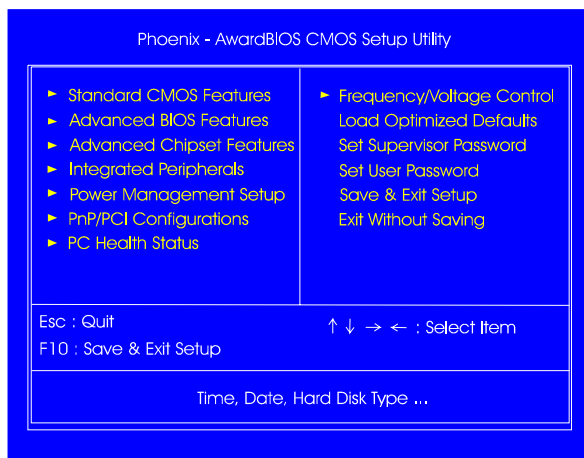 Phoenix - AwardBIOS CMOS Setup Utility
► Standard CMOS Features
► Advanced BIOS Features
► Advanced Chipset Features
► Integrated Peripherals
► Power Management Setup
► PnP/PCI Configurations
► PC Health Status
► Frequency/Voltage Control
Load Optimized Defaults
Set Supervisor Password
Set User Password
Save & Exit Setup
Exit Without Saving
Esc : Quit
F10 : Save & Exit Setup
↑ ↓ → ← : Select Item
Time, Date, Hard Disk Type ...